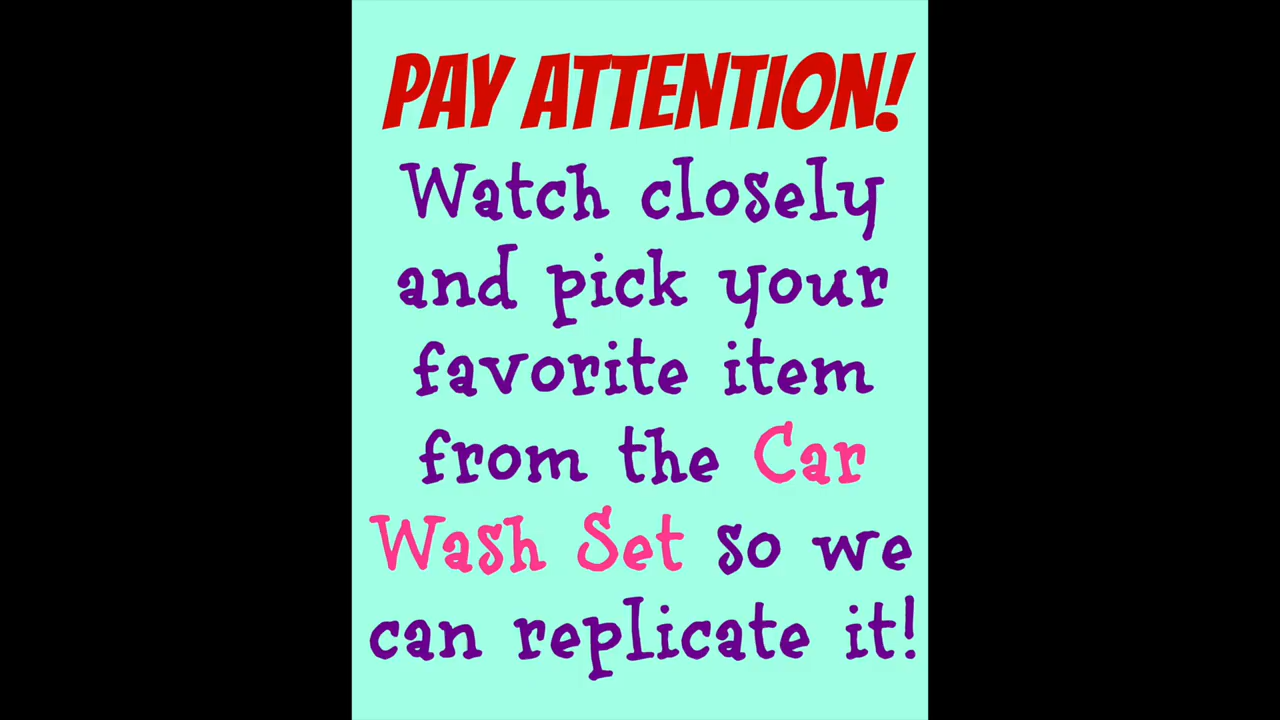 PAY ATTENTION!
Watch closely
and pick your
favorite item
from the Car
Wash Set so we
can replicate it!